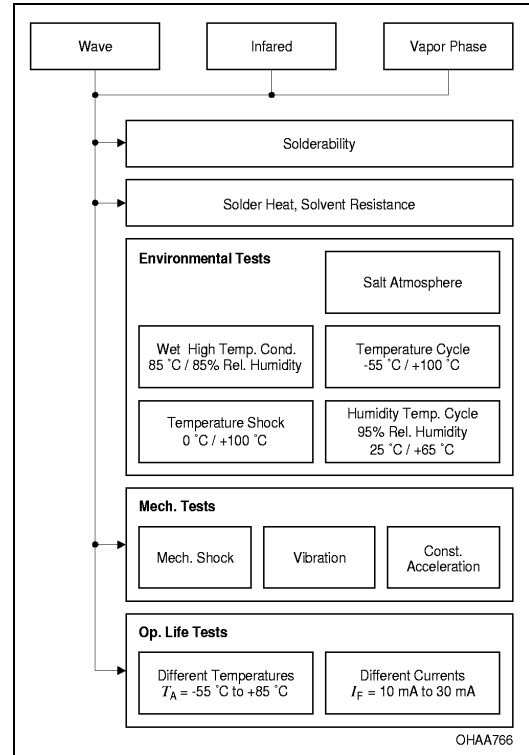 Wave
Infared
Vapor Phase
Solderability
Solder Heat, Solvent Resistance
Environmental Tests
Salt Atmosphere
Wet High Temp. Cond.
85 ˚C / 85% Rel. Humidity
Temperature Cycle
-55 ˚C / +100 ˚C
Temperature Shock
0 ˚C / +100 ˚C
Humidity Temp. Cycle
95% Rel. Humidity
25 ˚C / +65 ˚C
Mech. Tests
Mech. Shock
Vibration
Const.
Acceleration
Op. Life Tests
Different Temperatures
TA = -55 ˚C to +85 ˚C
Different Currents
IF = 10 mA to 30 mA
OHAA766